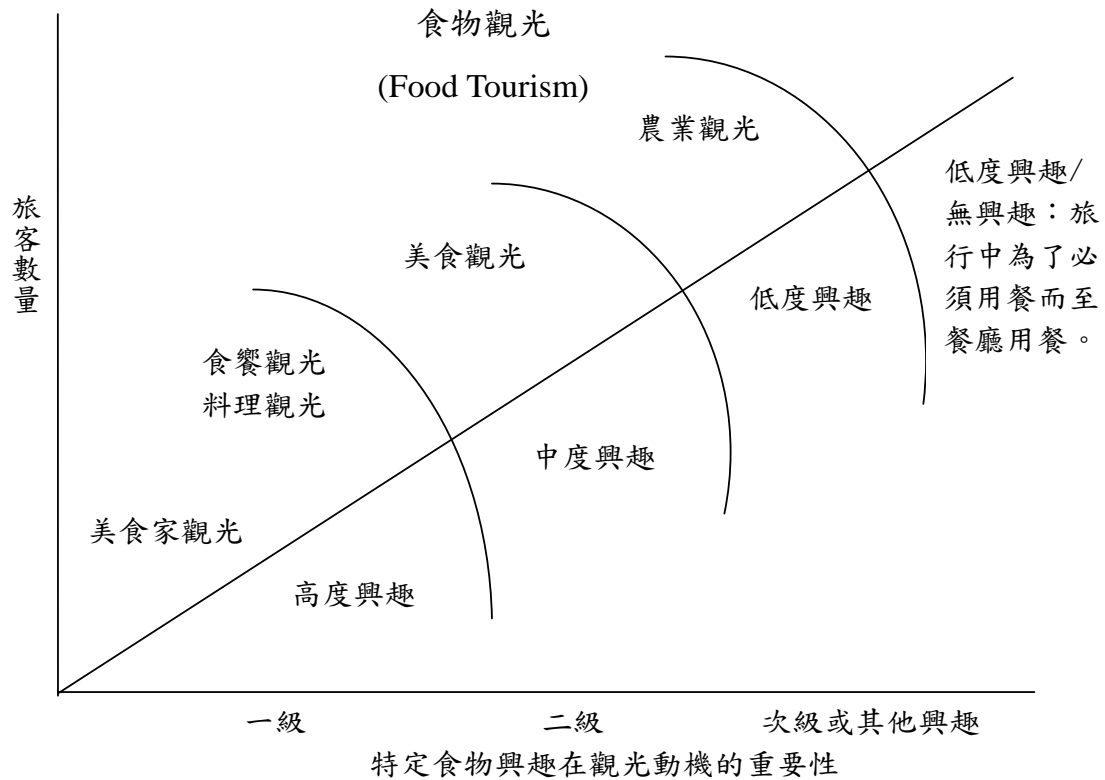 食物觀光
(Food Tourism)
農業觀光
低度興趣/
無興趣：旅
行中為了必
須用餐而至
餐廳用餐。
旅客數量
美食觀光
低度興趣
食饗觀光
料理觀光
中度興趣
美食家觀光
高度興趣
一級 二級 次級或其他興趣
特定食物興趣在觀光動機的重要性